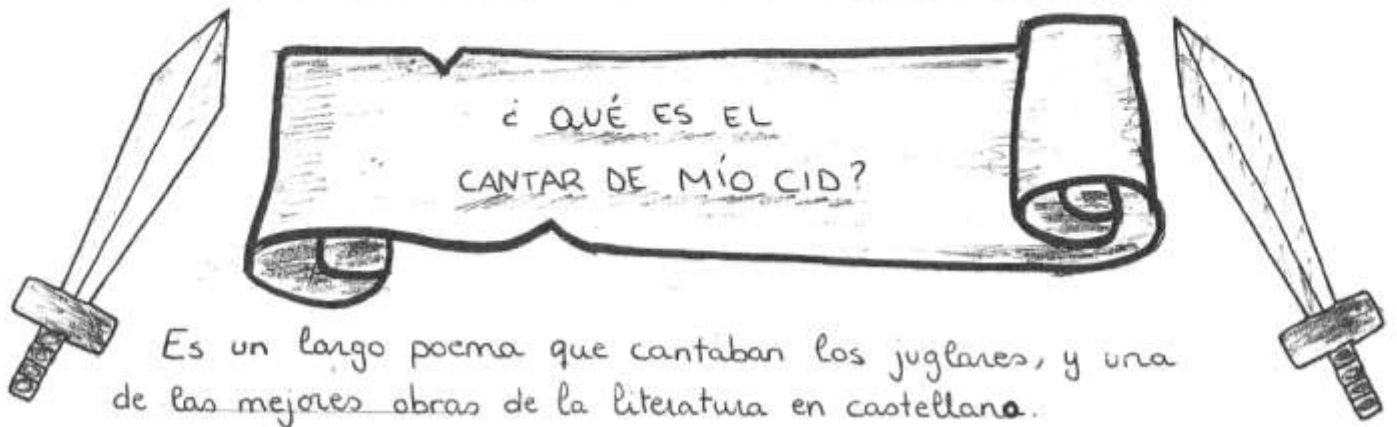 ¿ QUÉ ES EL
CANTAR DE MÍO CID?
Es un largo poema que cantaban los juglares, y una
de las mejores obras de la literatura en castellano.